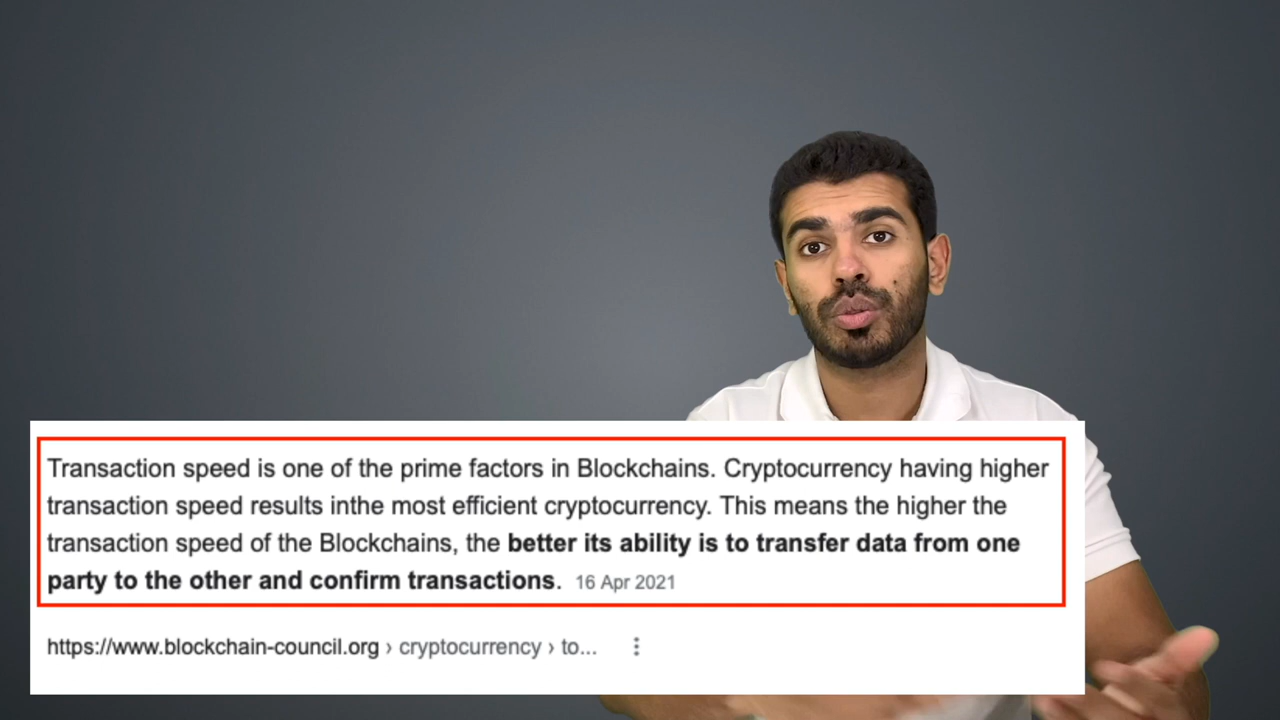 Transaction speed is one of the prime factors in Blockchains. Cryptocurrency having higher
transaction speed results inthe most efficient cryptocurrency. This means the higher the
transaction speed of the Blockchains, the better its ability is to transfer data from one
party to the other and confirm transactions. 16 Apr 2021
https://www.blockchain-council.org › cryptocurrency › to... ⋮